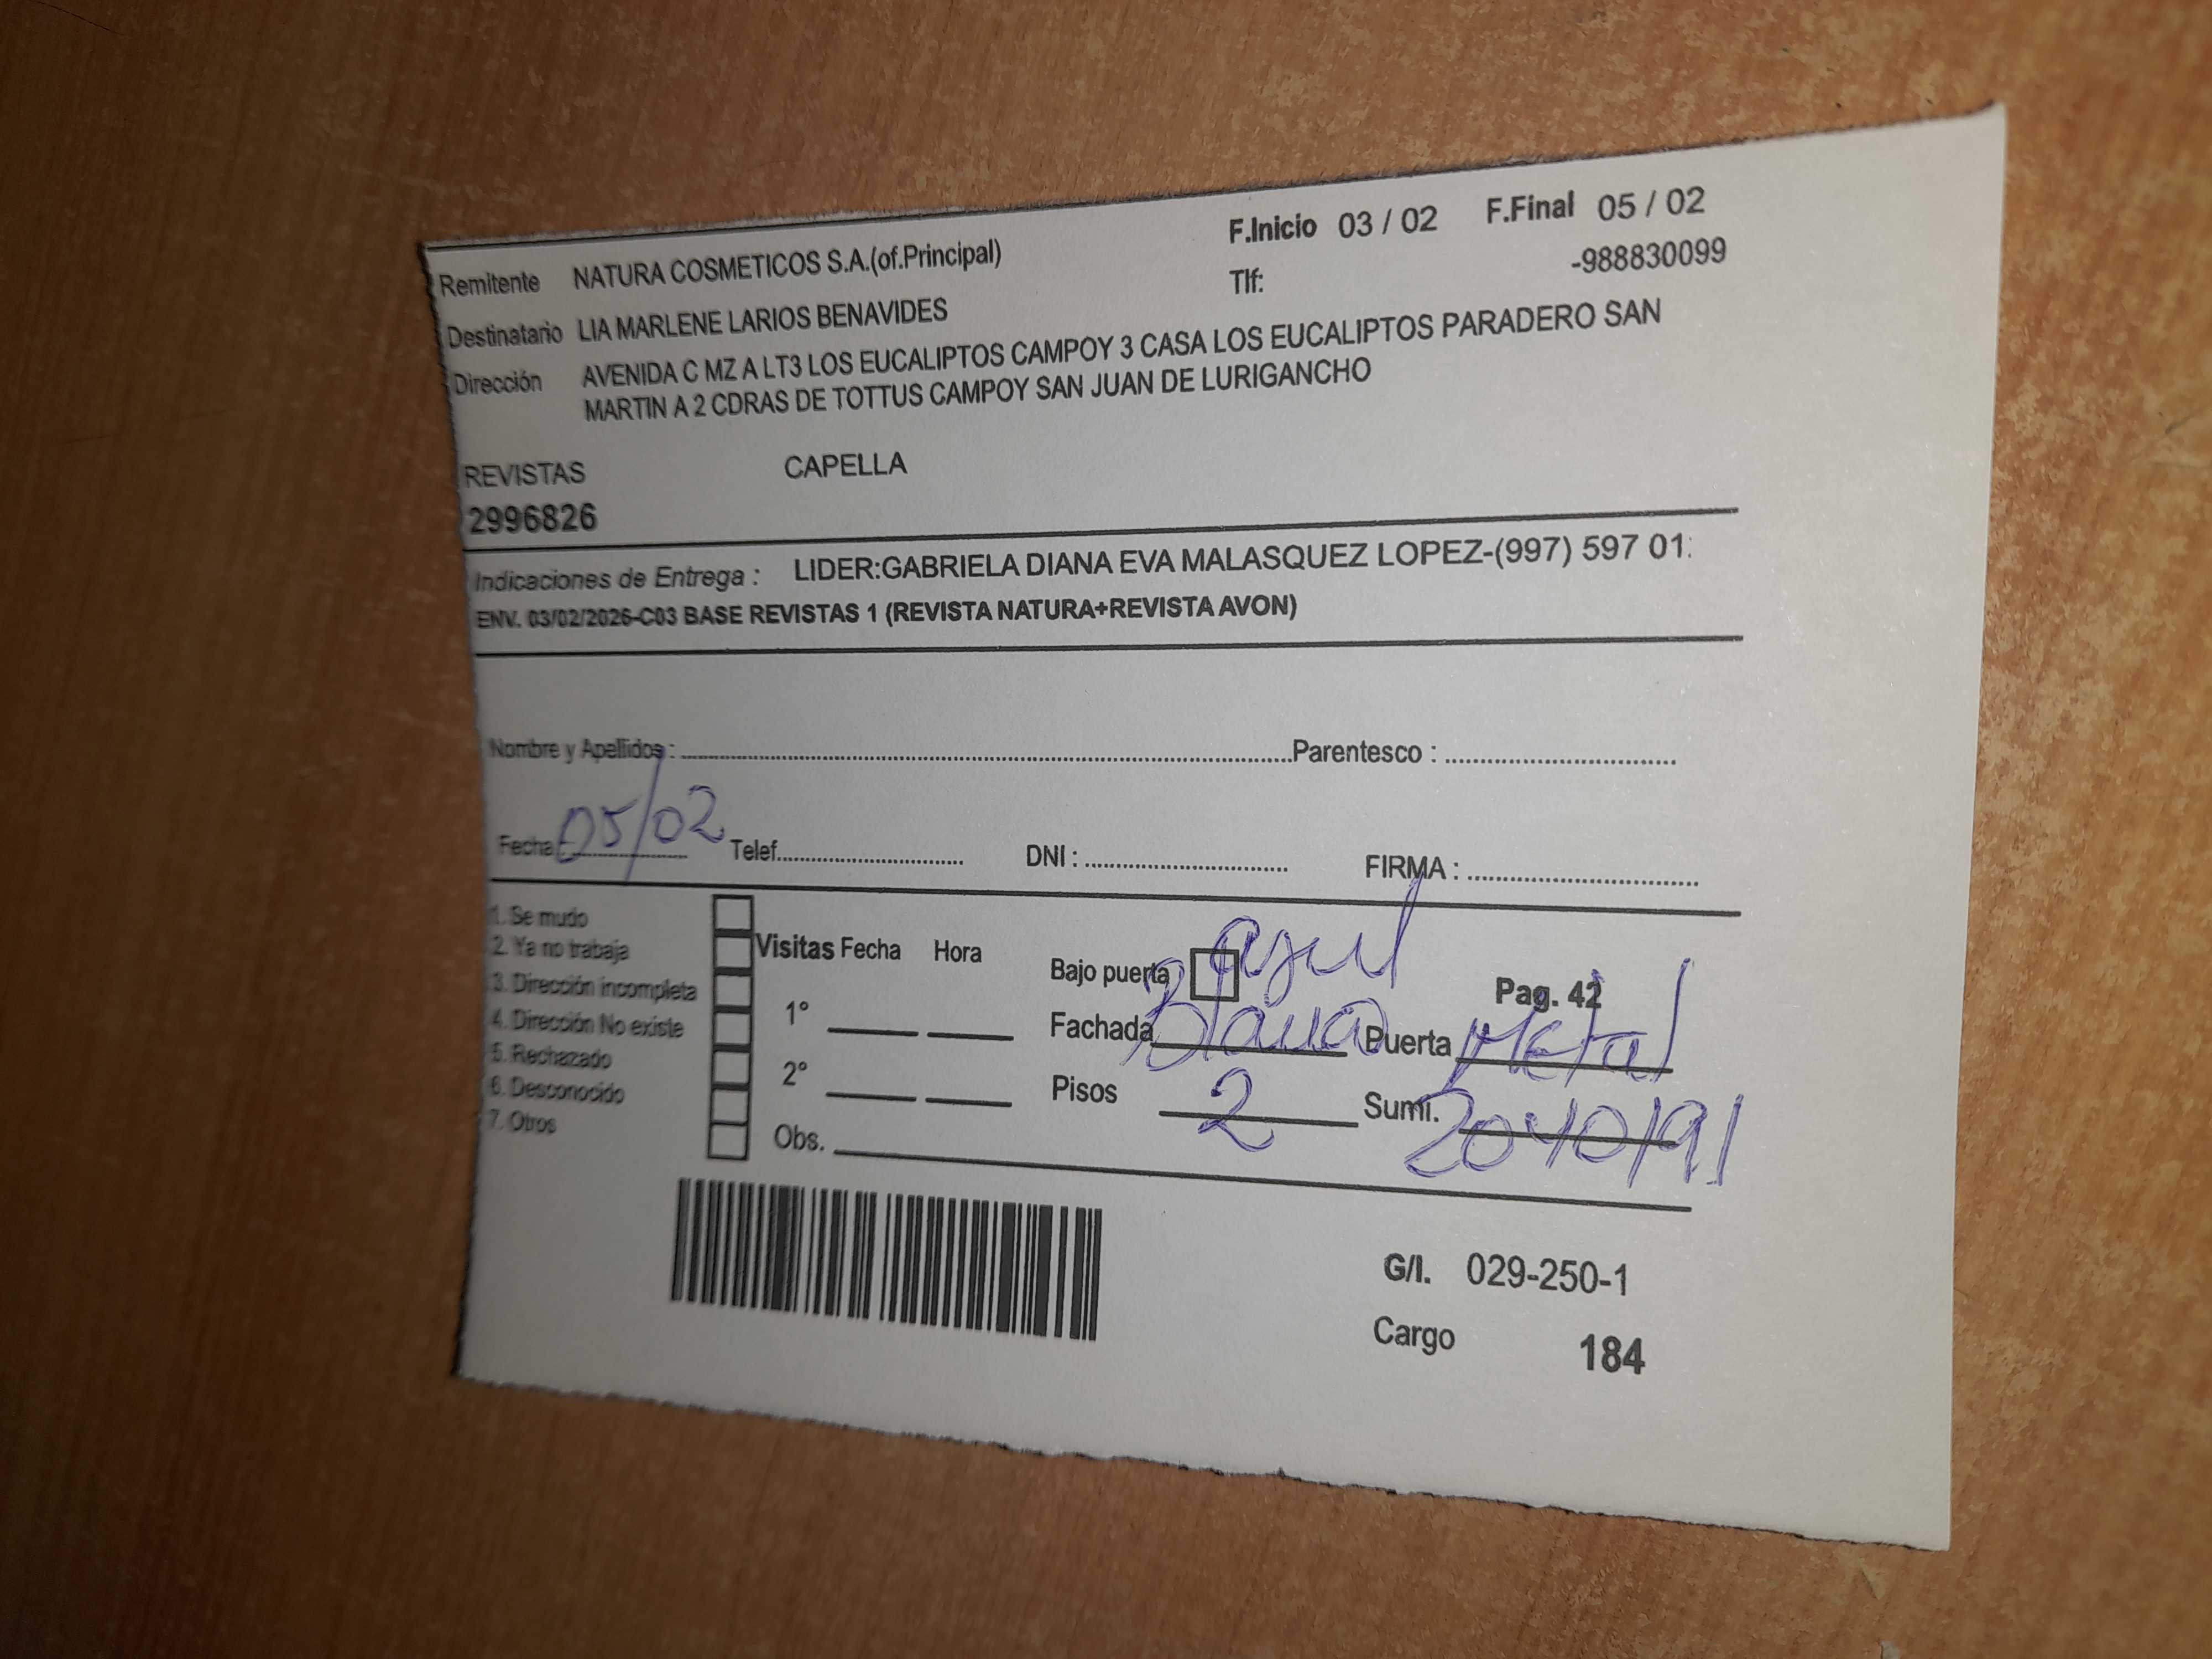 F.Inicio 03 / 02 F.Final 05 / 02
Remitente NATURA COSMETICOS S.A.(of.Principal) Tlf: -988830099
Destinatario LIA MARLENE LARIOS BENAVIDES
Dirección AVENIDA C MZ A LT3 LOS EUCALIPTOS CAMPOY 3 CASA LOS EUCALIPTOS PARADERO SAN
MARTIN A 2 CDRAS DE TOTTUS CAMPOY SAN JUAN DE LURIGANCHO
REVISTAS CAPELLA
2996826
Indicaciones de Entrega : LIDER:GABRIELA DIANA EVA MALASQUEZ LOPEZ-(997) 597 01
ENV. 03/02/2026-C03 BASE REVISTAS 1 (REVISTA NATURA+REVISTA AVON)
Nombre y Apellidos : Parentesco :
Fecha 05/02 Telef. DNI : FIRMA :
1. Se mudo
2. Ya no trabaja
3. Dirección incompleta
4. Dirección No existe
5. Rechazado
6. Desconocido
7. Otros
Visitas Fecha Hora
1°
2°
Obs.
Bajo puerta azul Pag. 42
Fachada Blanca Puerta Metal
Pisos 2 Sumi. 2040191
G/I. 029-250-1
Cargo 184